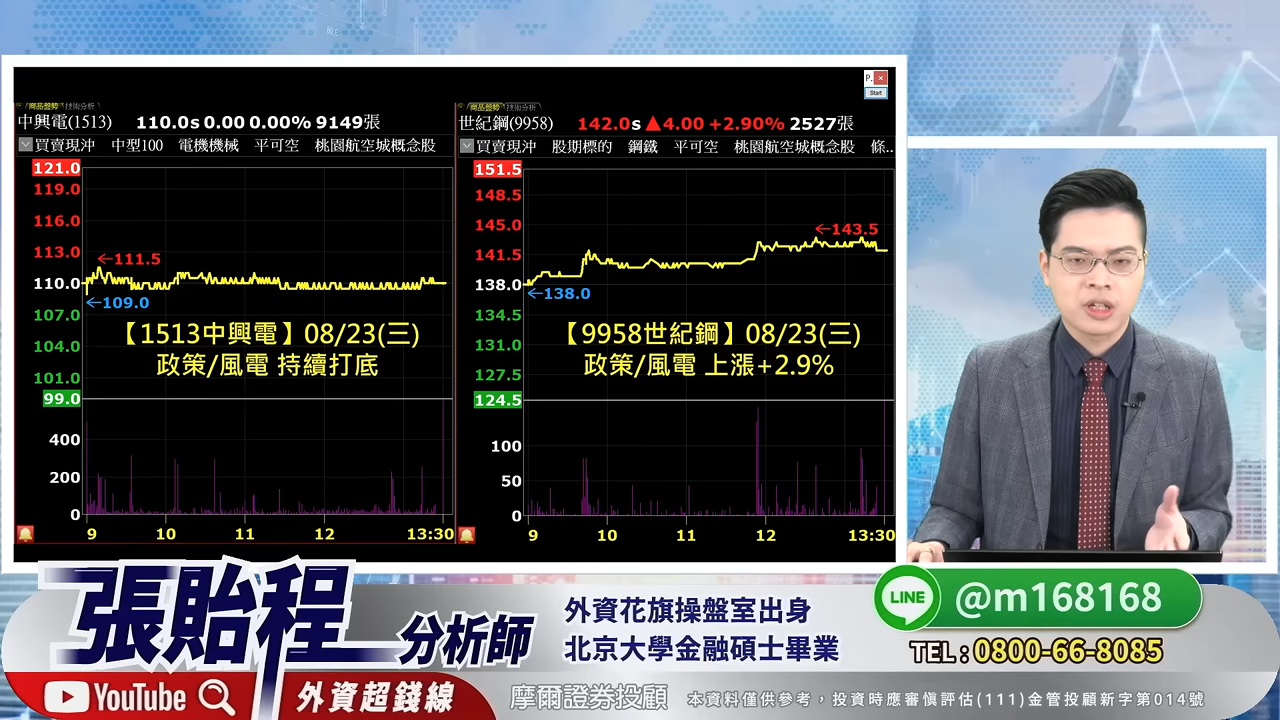 P. ×
Start
商品盤勢 技術分析
中興電(1513) 110.0s 0.00 0.00% 9149張
買賣現沖 中型100 電機機械 平可空 桃園航空城概念股
121.0
119.0
116.0
113.0
110.0
107.0
104.0
101.0
99.0
400
200
0
←111.5
←109.0
【1513中興電】08/23(三)
政策/風電 持續打底
9 10 11 12 13:30
商品盤勢 技術分析
世紀鋼(9958) 142.0s ▲4.00 +2.90% 2527張
買賣現沖 股期標的 鋼鐵 平可空 桃園航空城概念股 條..
151.5
148.5
145.0
141.5
138.0
134.5
131.0
127.5
124.5
100
50
0
←143.5
←138.0
【9958世紀鋼】08/23(三)
政策/風電 上漲+2.9%
9 10 11 12 13:30
張貽程 分析師
外資花旗操盤室出身
北京大學金融碩士畢業
LINE @m168168
TEL:0800-66-8085
YouTube 外資超錢線
摩爾證券投顧 本資料僅供參考,投資時應審慎評估(111)金管投顧新字第014號